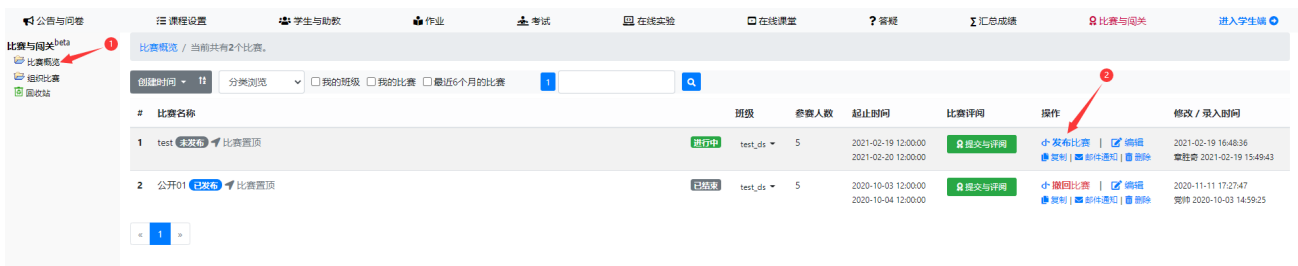 公告与问卷 课程设置 学生与助教 作业 考试 在线实验 在线课堂 答疑 汇总成绩 比赛与闯关 进入学生端
比赛与闯关beta 1
比赛概览
组织比赛
回收站
比赛概览 / 当前共有2个比赛。
创建时间 分类浏览 我的班级 我的比赛 最近6个月的比赛 1
2
# 比赛名称 班级 参赛人数 起止时间 比赛评阅 操作 修改 / 录入时间
1 test 未发布 比赛置顶 进行中 test_ds 5 2021-02-19 12:00:00 提交与评阅 发布比赛 | 编辑 2021-02-19 16:48:36
2021-02-20 12:00:00 复制 | 邮件通知 | 删除 章胜奇 2021-02-19 15:49:43
2 公开01 已发布 比赛置顶 已结束 test_ds 5 2020-10-03 12:00:00 提交与评阅 撤回比赛 | 编辑 2020-11-11 17:27:47
2020-10-04 12:00:00 复制 | 邮件通知 | 删除 党帅 2020-10-03 14:59:25
« 1 »